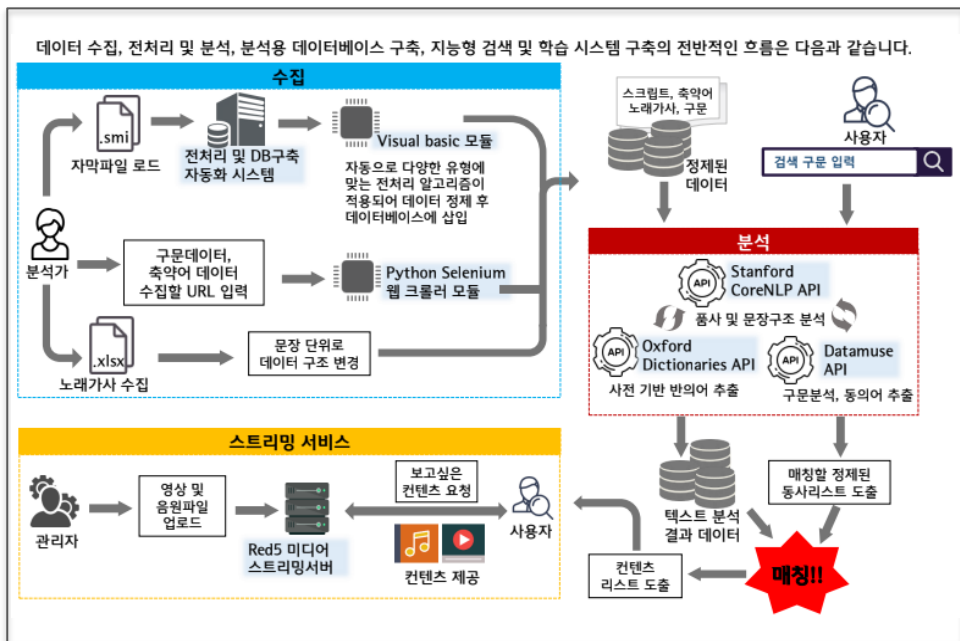 데이터 수집, 전처리 및 분석, 분석용 데이터베이스 구축, 지능형 검색 및 학습 시스템 구축의 전반적인 흐름은 다음과 같습니다.
수집
.smi
자막파일 로드
전처리 및 DB구축
자동화 시스템
Visual basic 모듈
자동으로 다양한 유형에
맞는 전처리 알고리즘이
적용되어 데이터 정제 후
데이터베이스에 삽입
분석가
구문데이터,
축약어 데이터
수집할 URL 입력
Python Selenium
웹 크롤러 모듈
.xlsx
노래가사 수집
문장 단위로
데이터 구조 변경
스크립트, 축약어
노래가사, 구문
정제된
데이터
사용자
검색 구문 입력
분석
API
Stanford
CoreNLP API
품사 및 문장구조 분석
API
Oxford
Dictionaries API
사전 기반 반의어 추출
API
Datamuse
API
구문분석, 동의어 추출
텍스트 분석
결과 데이터
매칭할 정제된
동사리스트 도출
매칭!!
컨텐츠
리스트 도출
스트리밍 서비스
관리자
영상 및
음원파일
업로드
Red5 미디어
스트리밍서버
보고싶은
컨텐츠 요청
컨텐츠 제공
사용자